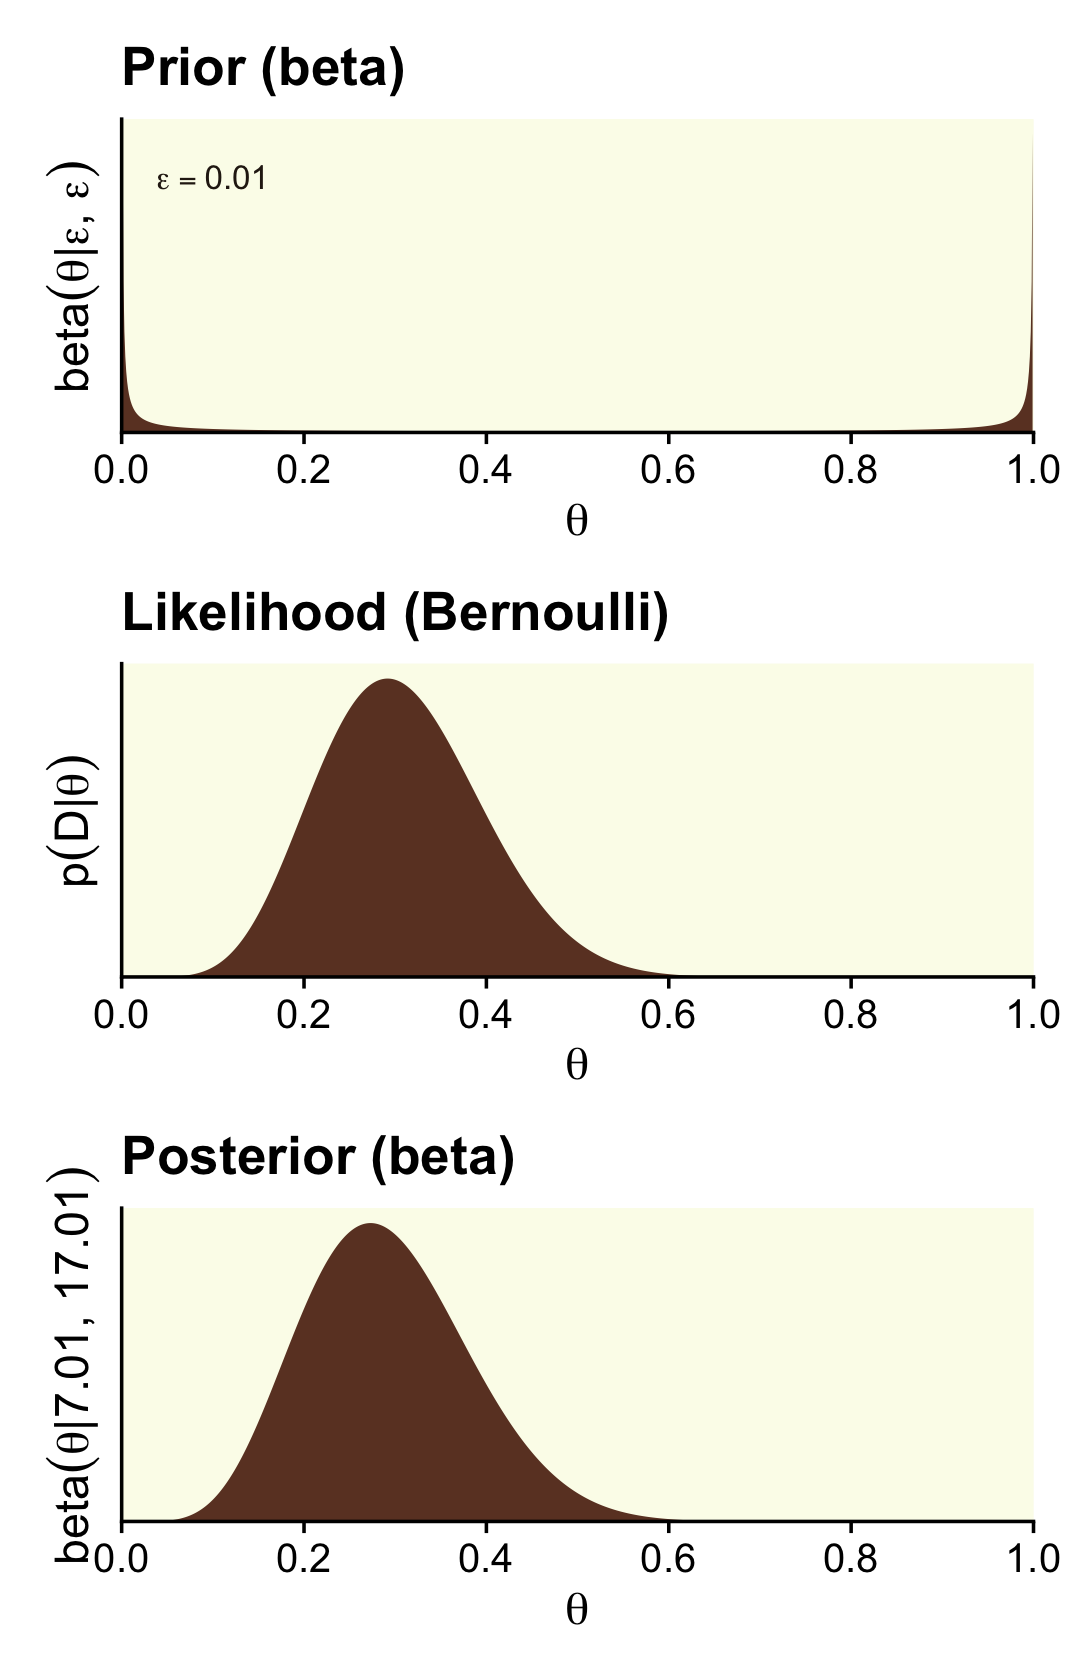 Prior (beta)
beta(θ|ε, ε)
ε = 0.01
0.0 0.2 0.4 0.6 0.8 1.0
θ
Likelihood (Bernoulli)
p(D|θ)
0.0 0.2 0.4 0.6 0.8 1.0
θ
Posterior (beta)
beta(θ|7.01, 17.01)
0.0 0.2 0.4 0.6 0.8 1.0
θ